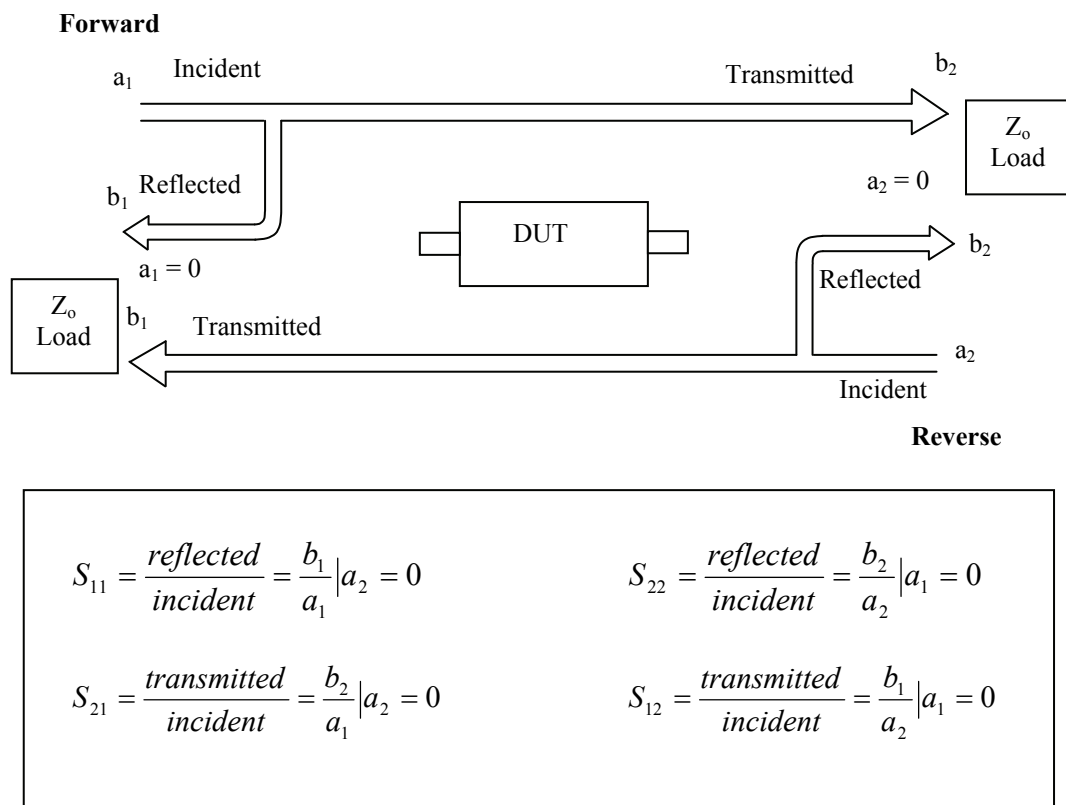 Forward
a₁ Incident Transmitted b₂
Zₒ
Load
b₁ Reflected a₂ = 0
DUT
a₁ = 0 b₂
Reflected
Zₒ
Load
b₁ Transmitted
a₂
Incident
Reverse
S₁₁ = reflected/incident = b₁/a₁ |a₂ = 0 S₂₂ = reflected/incident = b₂/a₂ |a₁ = 0
S₂₁ = transmitted/incident = b₂/a₁ |a₂ = 0 S₁₂ = transmitted/incident = b₁/a₂ |a₁ = 0